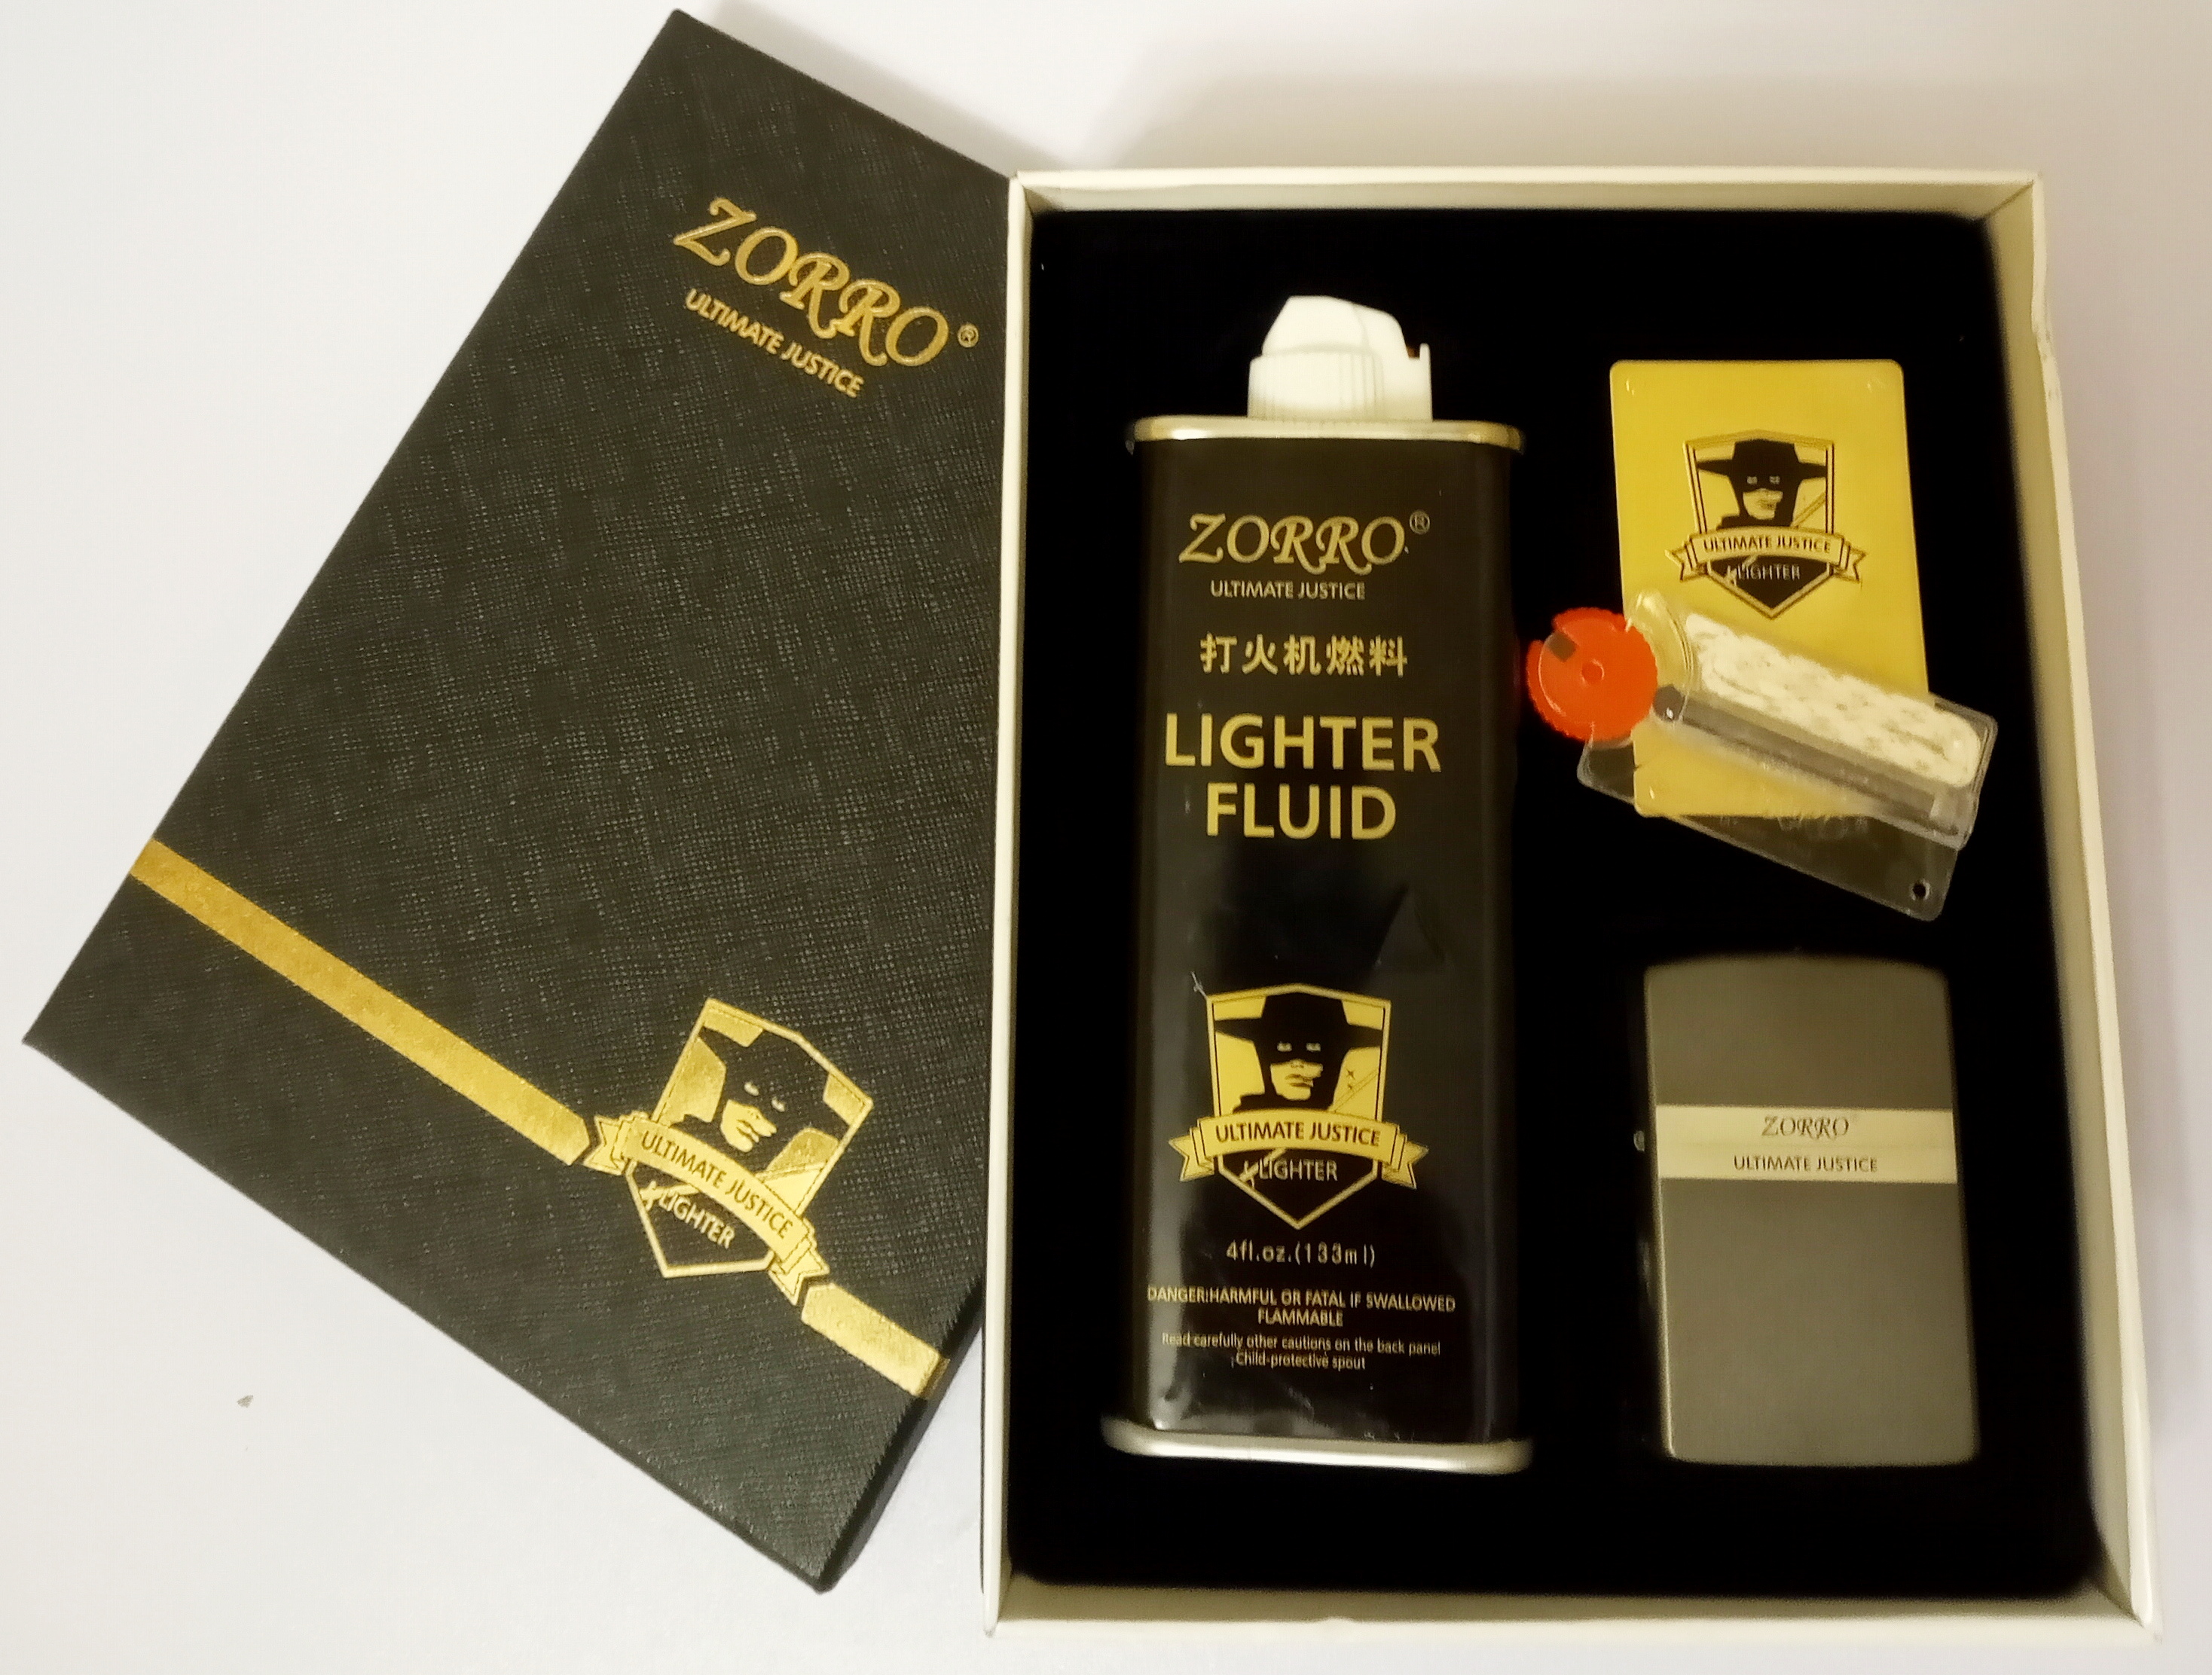 ZORRO®
ULTIMATE JUSTICE
ULTIMATE JUSTICE
LIGHTER
ZORRO®
ULTIMATE JUSTICE
打火机燃料
LIGHTER
FLUID
ULTIMATE JUSTICE
LIGHTER
4fl.oz.(133ml)
DANGER:HARMFUL OR FATAL IF SWALLOWED
FLAMMABLE
Read carefully other cautions on the back panel
Child-protective spout
ULTIMATE JUSTICE
LIGHTER
ZORRO
ULTIMATE JUSTICE